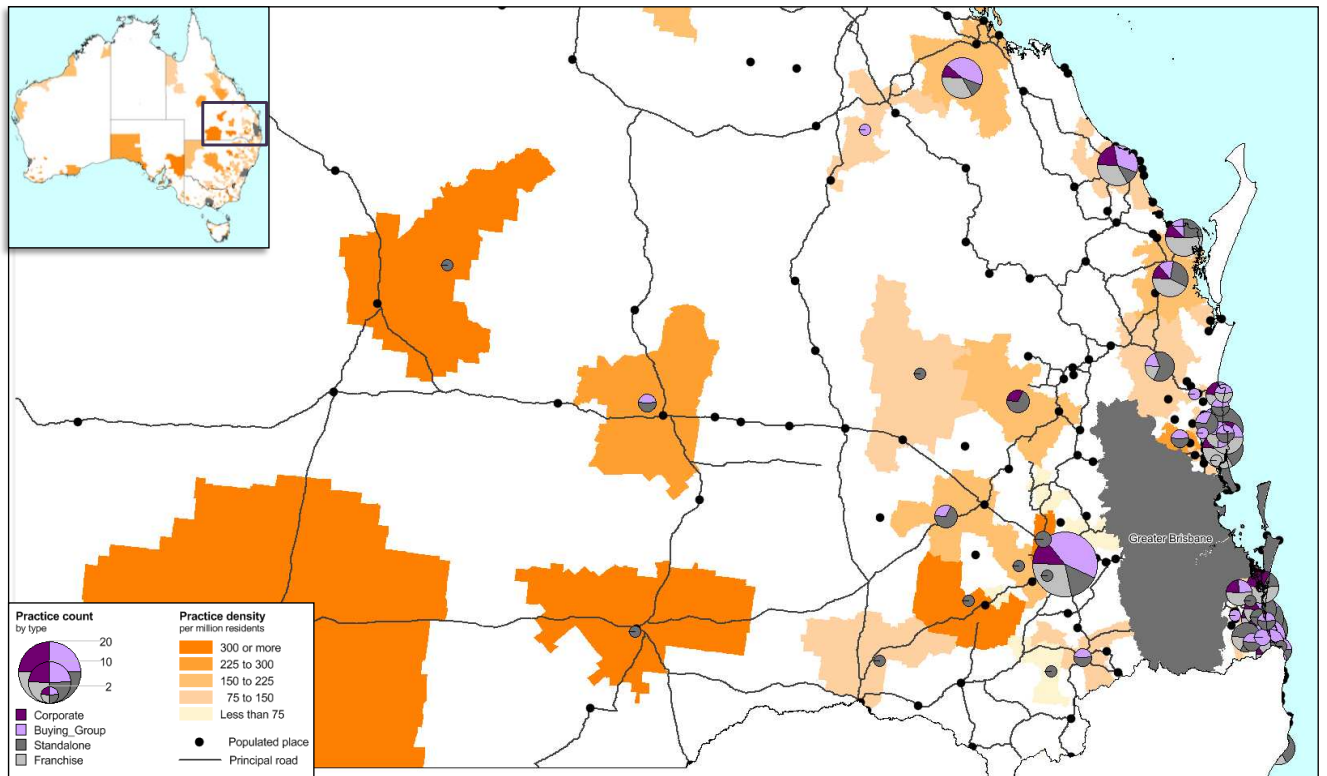 Greater Brisbane
Practice count
by type
20
10
2
Corporate
Buying_Group
Standalone
Franchise
Practice density
per million residents
300 or more
225 to 300
150 to 225
75 to 150
Less than 75
Populated place
Principal road